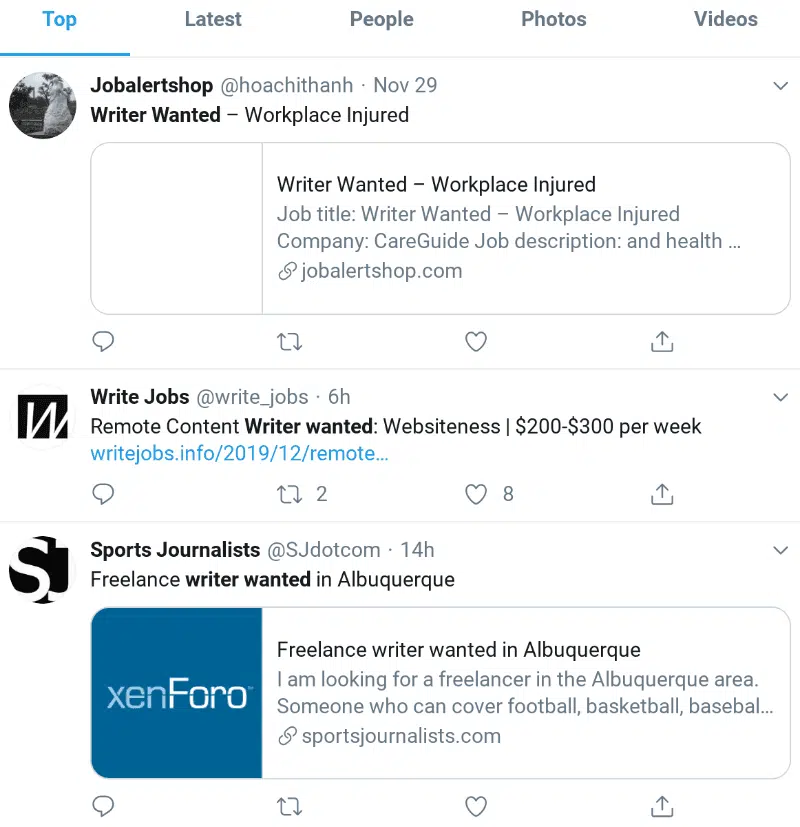 Top Latest People Photos Videos
Jobalertshop @hoachithanh · Nov 29
Writer Wanted – Workplace Injured
Writer Wanted – Workplace Injured
Job title: Writer Wanted – Workplace Injured
Company: CareGuide Job description: and health ...
jobalertshop.com
Write Jobs @write_jobs · 6h
Remote Content Writer wanted: Websiteness | $200-$300 per week
writejobs.info/2019/12/remote...
2 8
Sports Journalists @SJdotcom · 14h
Freelance writer wanted in Albuquerque
xenForo
Freelance writer wanted in Albuquerque
I am looking for a freelancer in the Albuquerque area.
Someone who can cover football, basketball, basebal...
sportsjournalists.com